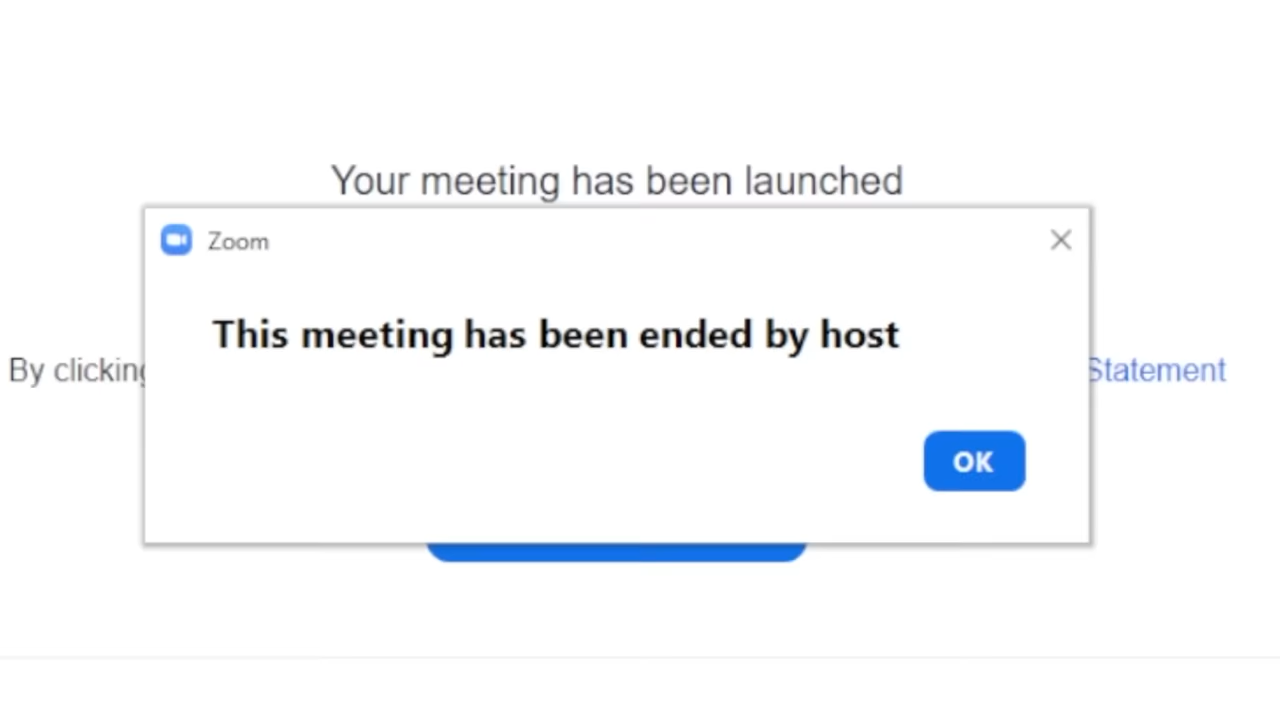 Your meeting has been launched
Zoom
This meeting has been ended by host
By clicking
Statement
OK